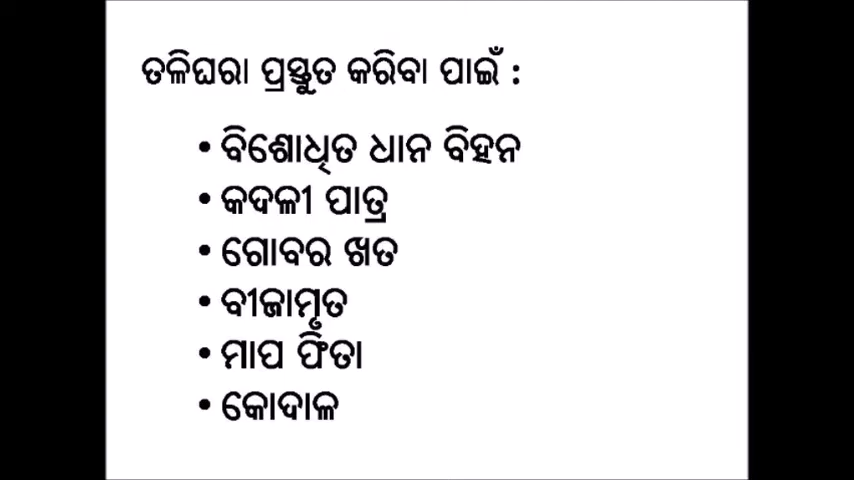 ତଳିଘରା ପ୍ରସ୍ତୁତ କରିବା ପାଇଁ :
• ବିଶୋଧିତ ଧାନ ବିହନ
• କଦଳୀ ପାତ୍ର
• ଗୋବର ଖତ
• ବୀଜାମୃତ
• ମାପ ଫିତା
• କୋଦାଳ